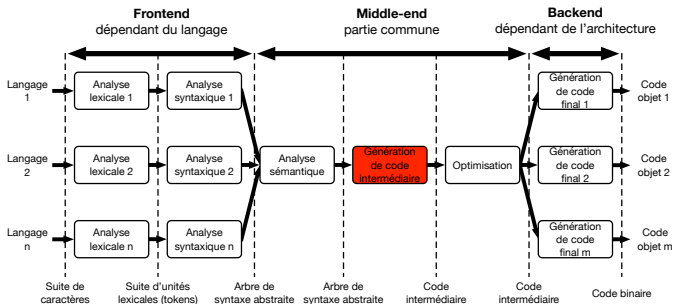 Frontend
dépendant du langage
Middle-end
partie commune
Backend
dépendant de l'architecture
Langage
1
Analyse
lexicale 1
Analyse
syntaxique 1
Génération
de code
final 1
Code
objet 1
Langage
2
Analyse
lexicale 2
Analyse
syntaxique 2
Analyse
sémantique
Génération
de code
intermédiaire
Optimisation
Génération
de code
final 2
Code
objet 2
Langage
n
Analyse
lexicale n
Analyse
syntaxique n
Génération
de code
final m
Code
objet m
Suite de
caractères
Suite d'unités
lexicales (tokens)
Arbre de
syntaxe abstraite
Arbre de
syntaxe abstraite
Code
intermédiaire
Code
intermédiaire
Code binaire